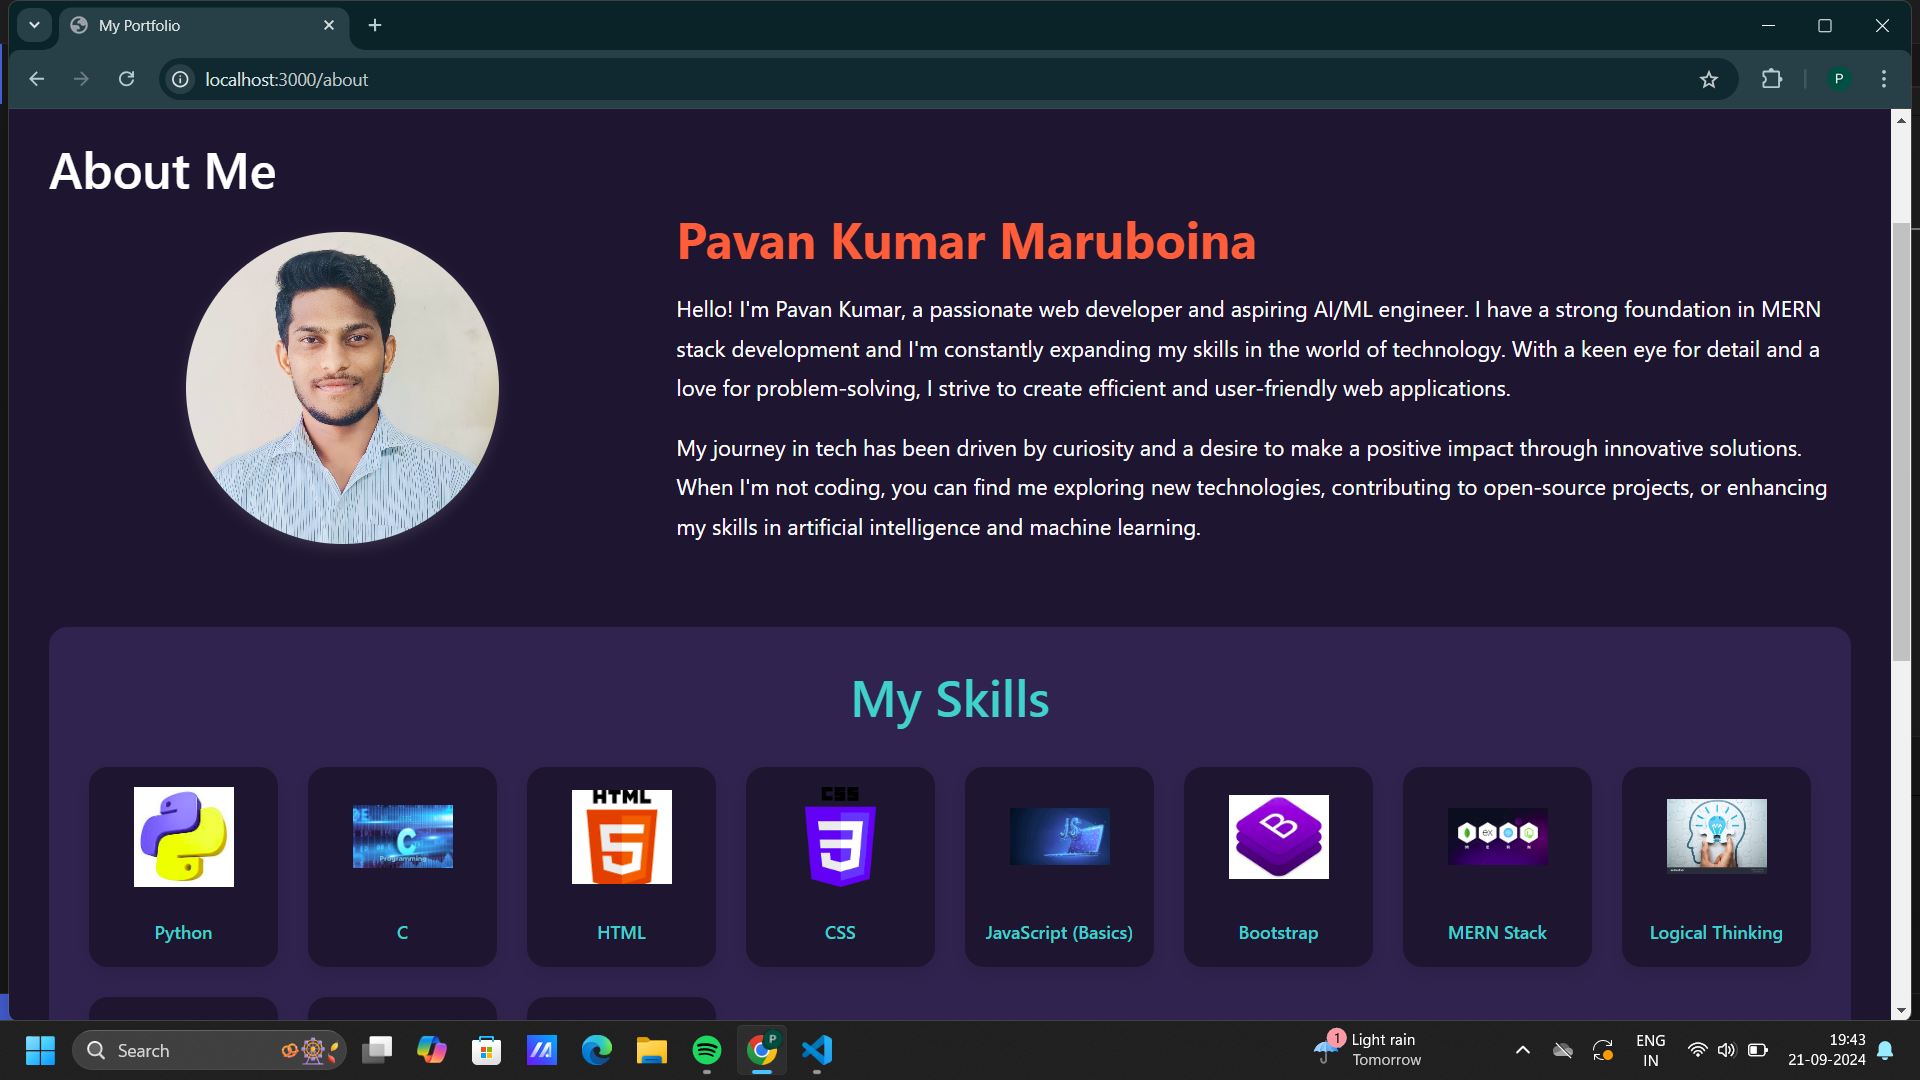 My Portfolio
localhost:3000/about
P
About Me
Pavan Kumar Maruboina
Hello! I'm Pavan Kumar, a passionate web developer and aspiring AI/ML engineer. I have a strong foundation in MERN
stack development and I'm constantly expanding my skills in the world of technology. With a keen eye for detail and a
love for problem-solving, I strive to create efficient and user-friendly web applications.
My journey in tech has been driven by curiosity and a desire to make a positive impact through innovative solutions.
When I'm not coding, you can find me exploring new technologies, contributing to open-source projects, or enhancing
my skills in artificial intelligence and machine learning.
My Skills
C
Programming
HTML
5
CSS
3
JS
B
ex
M E R N
Python
C
HTML
CSS
JavaScript (Basics)
Bootstrap
MERN Stack
Logical Thinking
Search
P
1
Light rain
Tomorrow
ENG
IN
19:43
21-09-2024